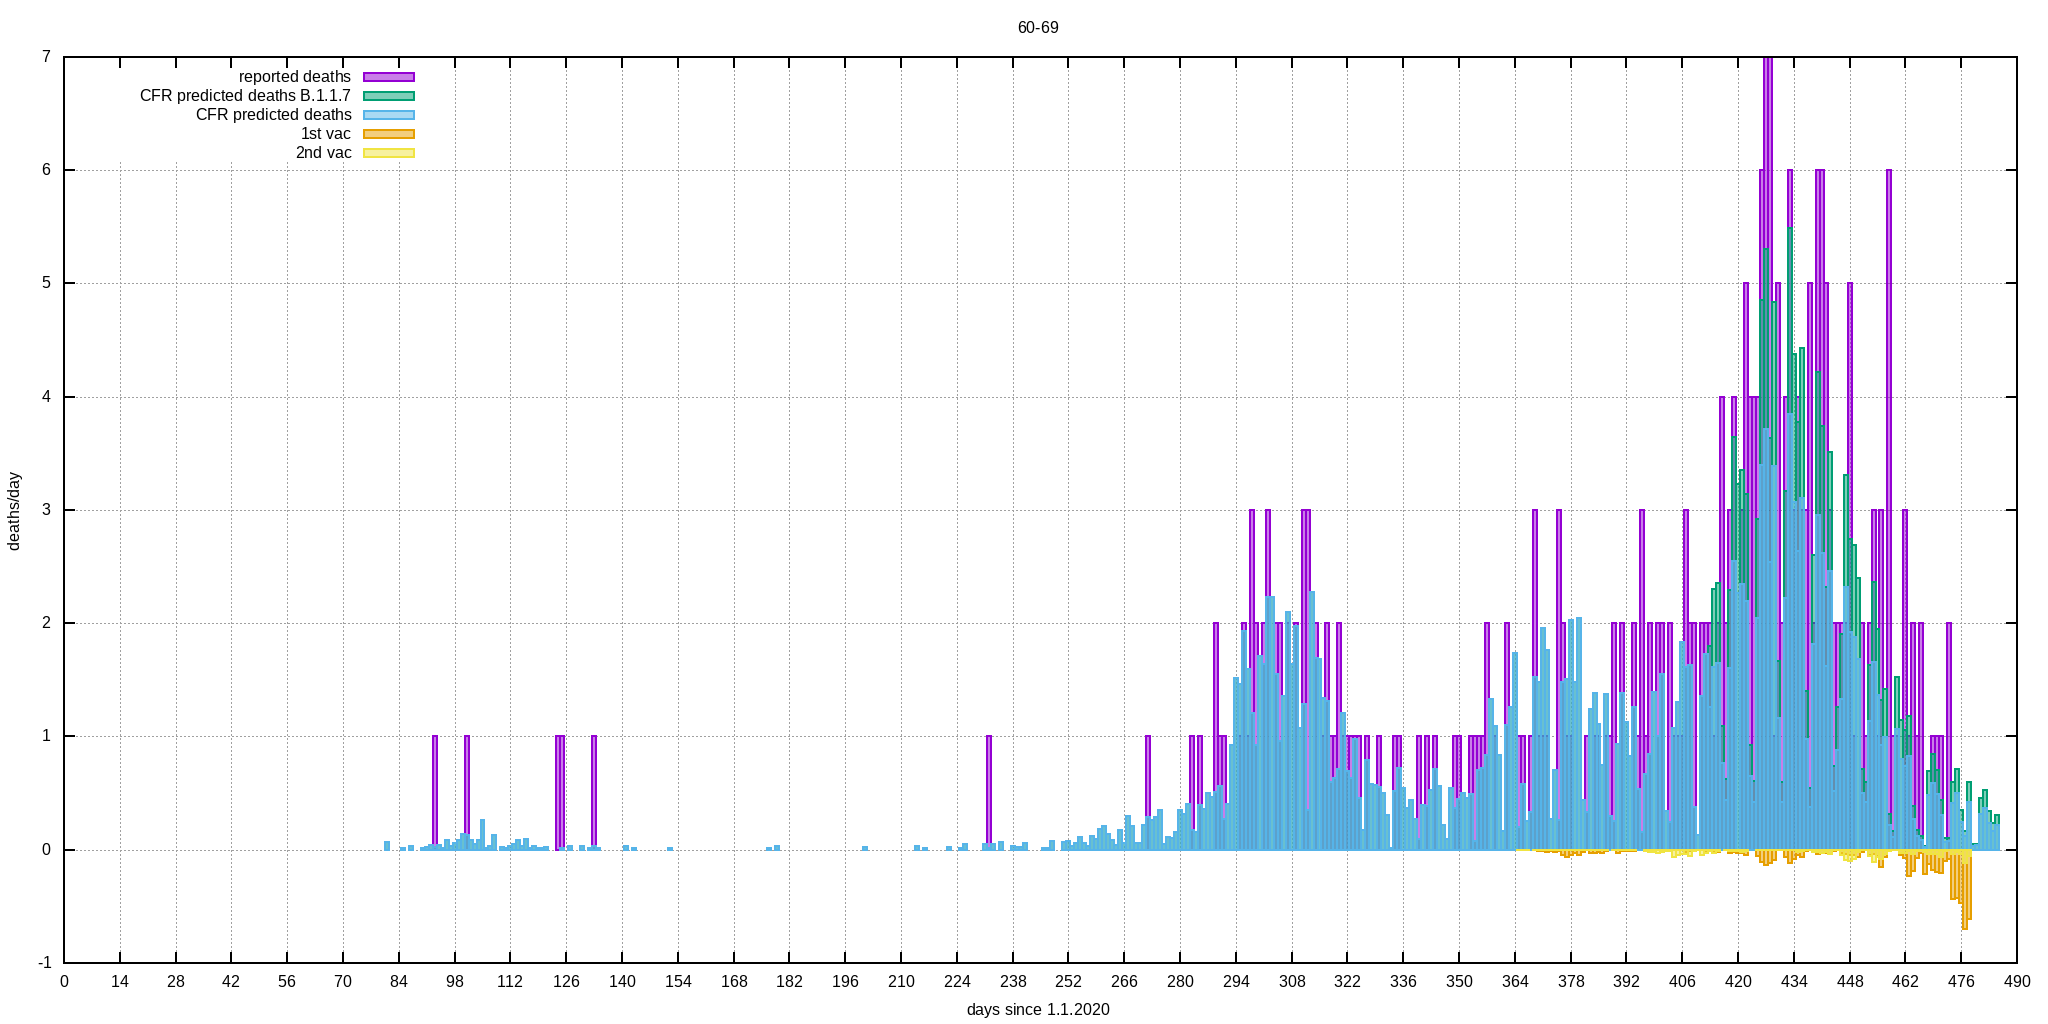 60-69
7
6
5
4
3
2
1
0
-1
reported deaths
CFR predicted deaths B.1.1.7
CFR predicted deaths
1st vac
2nd vac
deaths/day
0 14 28 42 56 70 84 98 112 126 140 154 168 182 196 210 224 238 252 266 280 294 308 322 336 350 364 378 392 406 420 434 448 462 476 490
days since 1.1.2020